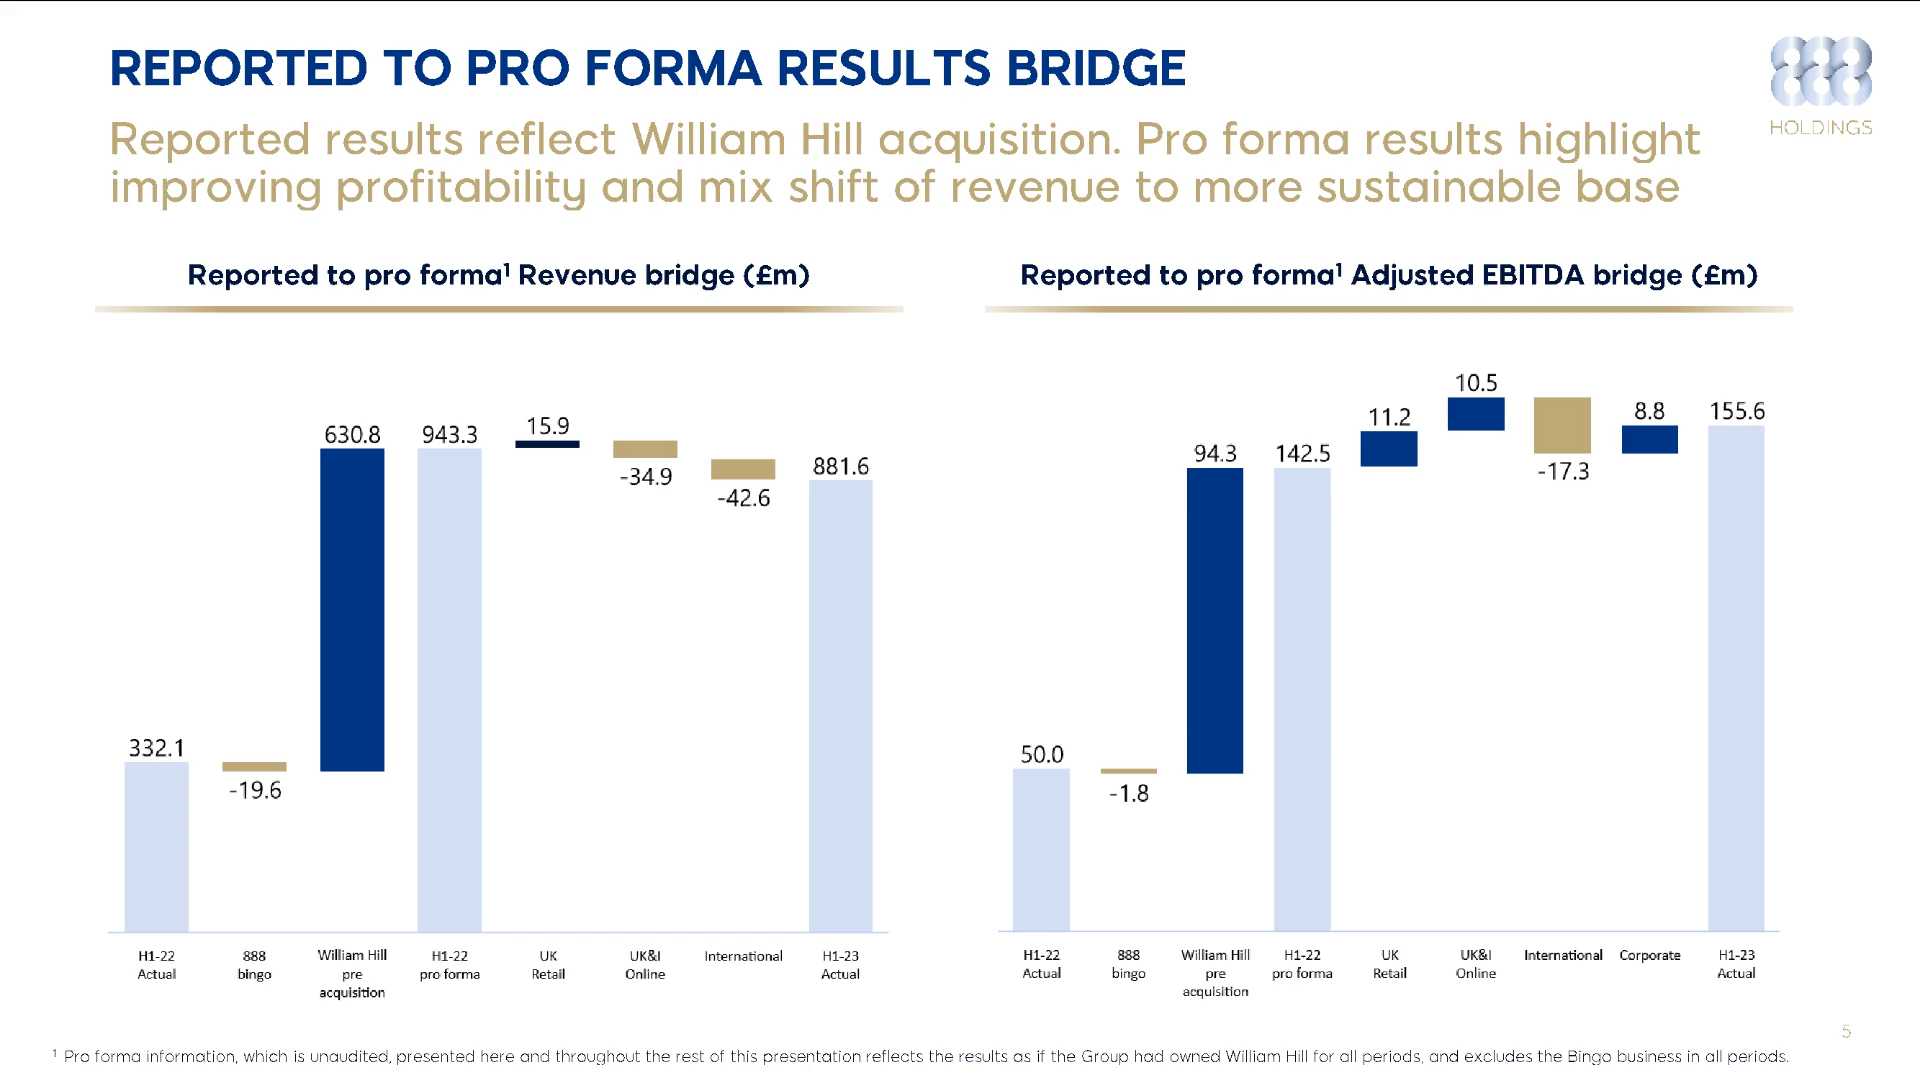 REPORTED TO PRO FORMA RESULTS BRIDGE
HOLDINGS
Reported results reflect William Hill acquisition. Pro forma results highlight
improving profitability and mix shift of revenue to more sustainable base
Reported to pro forma¹ Revenue bridge (£m)
332.1
-19.6
630.8
943.3
15.9
-34.9
-42.6
881.6
H1-22
Actual
888
bingo
William Hill
pre
acquisition
H1-22
pro forma
UK
Retail
UK&I
Online
International
H1-23
Actual
Reported to pro forma¹ Adjusted EBITDA bridge (£m)
50.0
-1.8
94.3
142.5
11.2
10.5
-17.3
8.8
155.6
H1-22
Actual
888
bingo
William Hill
pre
acquisition
H1-22
pro forma
UK
Retail
UK&I
Online
International
Corporate
H1-23
Actual
5
¹ Pro forma information, which is unaudited, presented here and throughout the rest of this presentation reflects the results as if the Group had owned William Hill for all periods, and excludes the Bingo business in all periods.